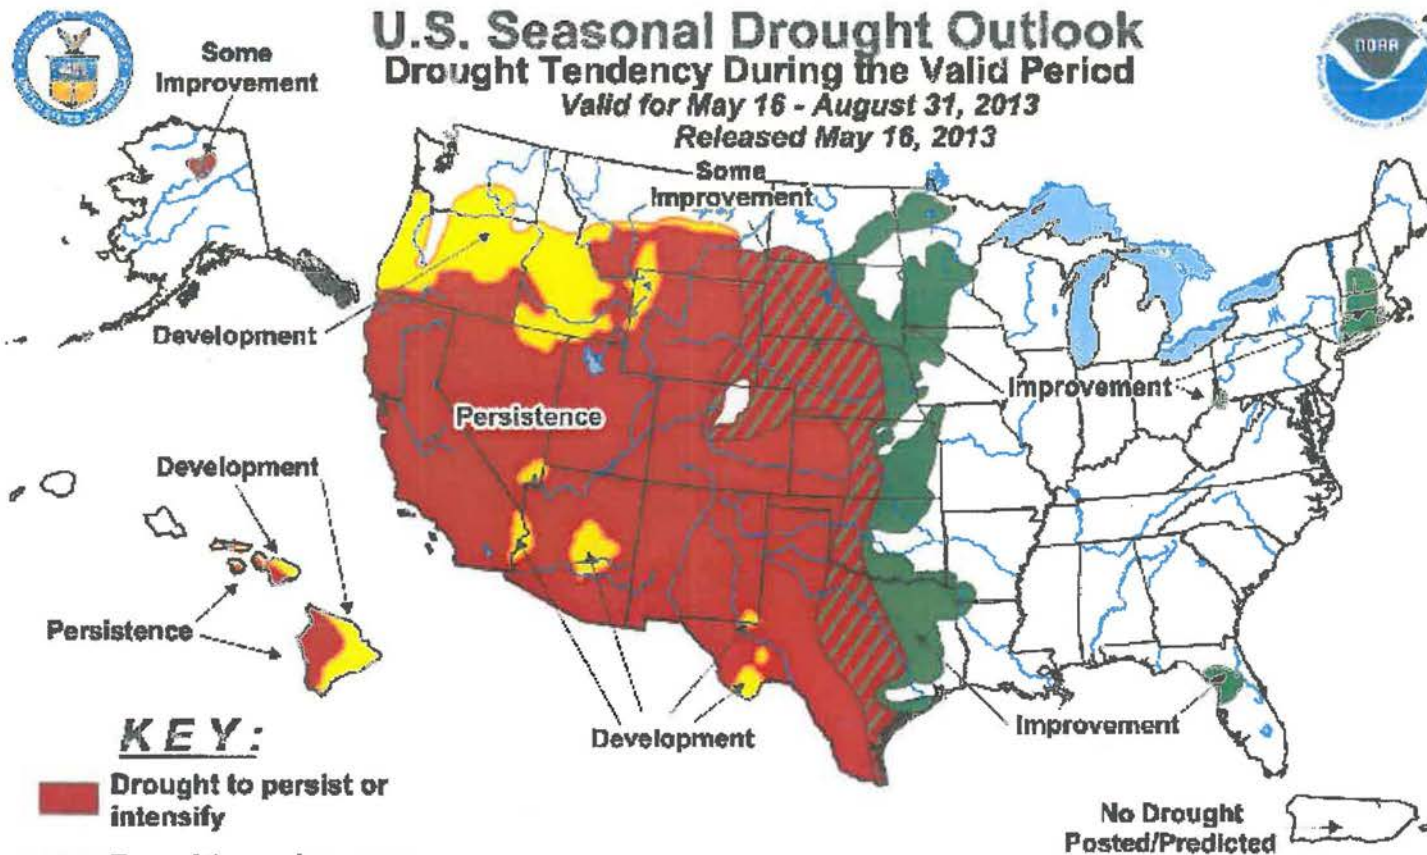 U.S. Seasonal Drought Outlook
Drought Tendency During the Valid Period
Valid for May 16 - August 31, 2013
Released May 16, 2013
NOAA
Some
Improvement
Some
Improvement
Development
Persistence
Improvement
Development
Persistence
Development
Improvement
KEY:
Drought to persist or
intensify
No Drought
Posted/Predicted